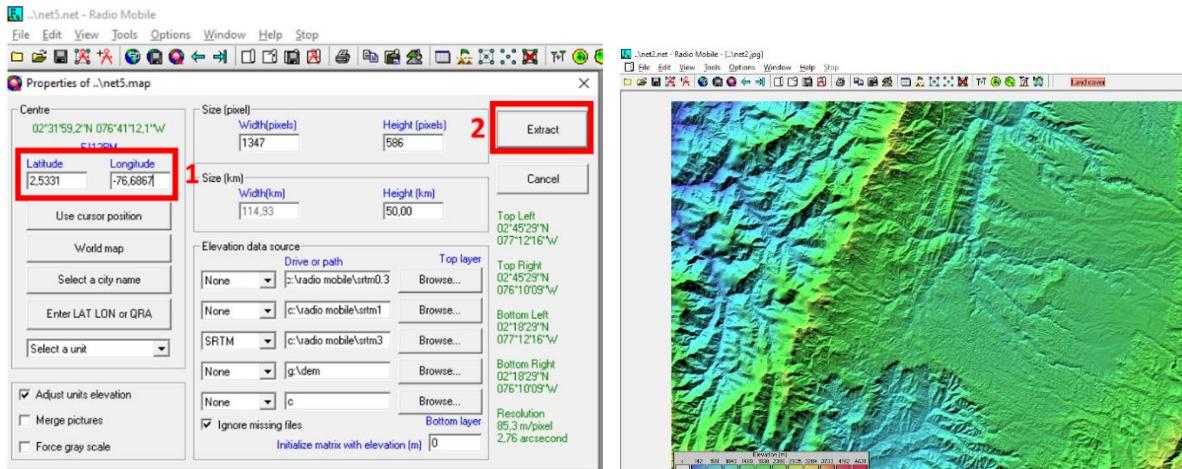 ..\net5.net - Radio Mobile
File Edit View Tools Options Window Help Stop
Properties of ..\net5.map
Centre
02°31'59,2"N 076°41'12,1"W
Latitude Longitude
2,5331 -76,6867
1
Use cursor position
World map
Select a city name
Enter LAT LON or QRA
Select a unit
Adjust units elevation
Merge pictures
Force gray scale
Size (pixel)
Width(pixels) Height (pixels)
1347 586
Size (km)
Width(km) Height (km)
114,93 50,00
Elevation data source
Drive or path Top layer
None c:\radio mobile\srtm0.3 Browse...
None c:\radio mobile\srtm1 Browse...
SRTM c:\radio mobile\srtm3 Browse...
None g:\dem Browse...
None c Browse...
Ignore missing files Bottom layer
Initialize matrix with elevation (m) 0
2
Extract
Cancel
Top Left
02°45'29"N
077°12'16"W
Top Right
02°45'29"N
076°10'09"W
Bottom Left
02°18'29"N
077°12'16"W
Bottom Right
02°18'29"N
076°10'09"W
Resolution
85,3 m/pixel
2,76 arcsecond
..\net2.net - Radio Mobile - [..\net2.jpg]
File Edit View Tools Options Window Help Stop
Land cover
Elevation (m)